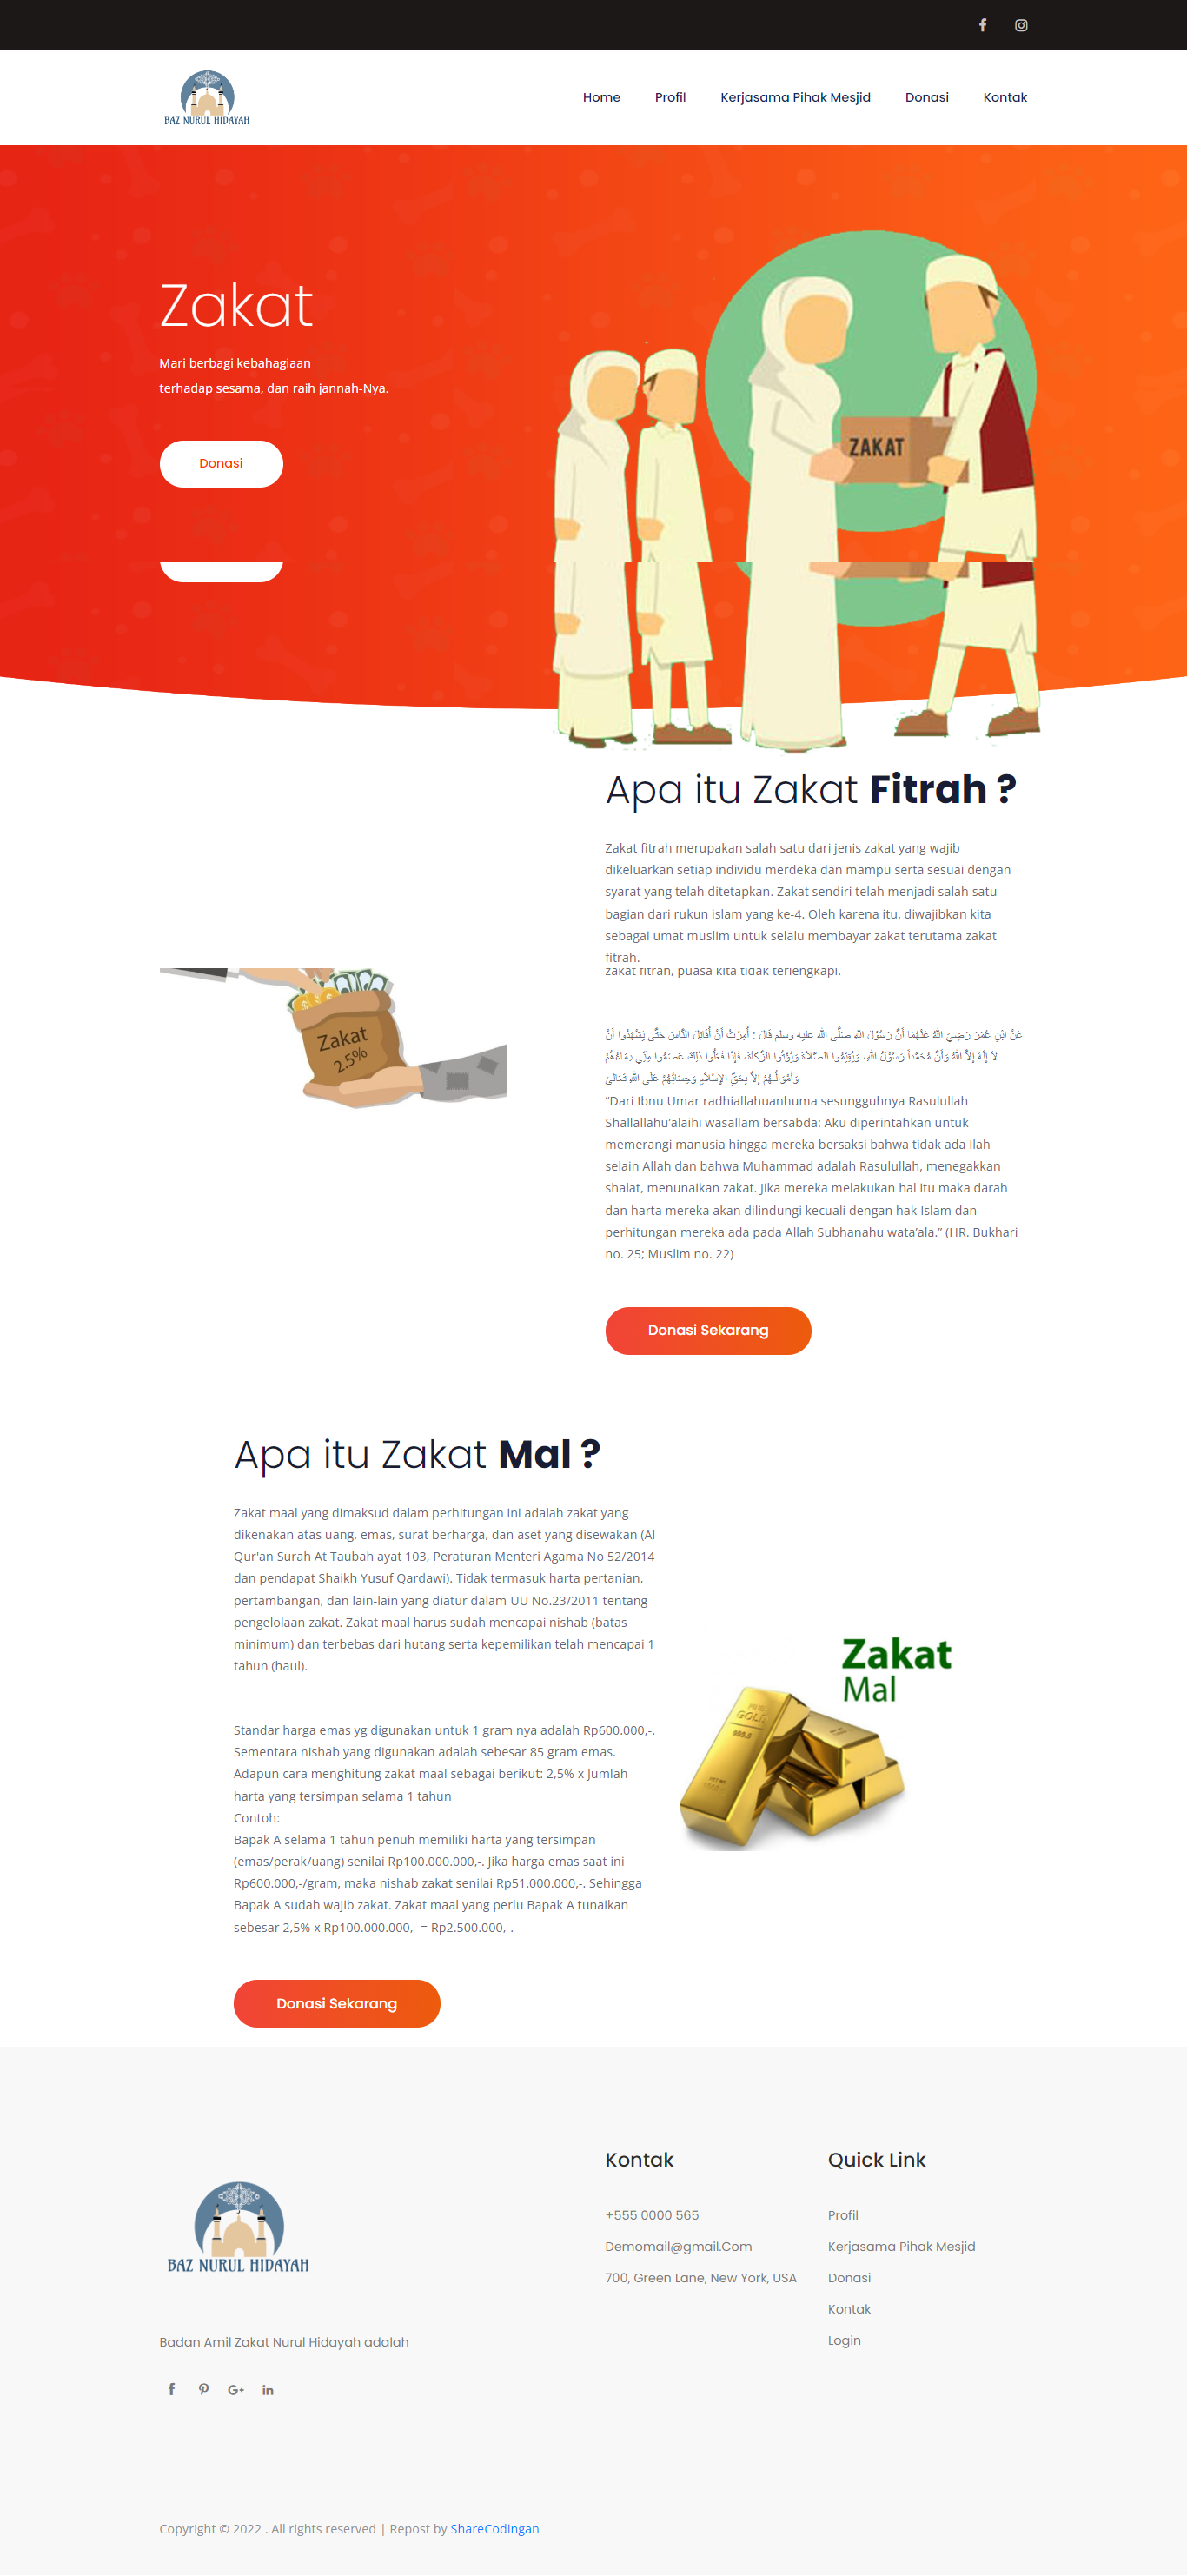 BAZ NURUL HIDAYAH
Home Profil Kerjasama Pihak Mesjid Donasi Kontak
Zakat
Mari berbagi kebahagiaan
terhadap sesama, dan raih jannah-Nya.
Donasi
ZAKAT
Apa itu Zakat Fitrah ?
Zakat fitrah merupakan salah satu dari jenis zakat yang wajib
dikeluarkan setiap individu merdeka dan mampu serta sesuai dengan
syarat yang telah ditetapkan. Zakat sendiri telah menjadi salah satu
bagian dari rukun islam yang ke-4. Oleh karena itu, diwajibkan kita
sebagai umat muslim untuk selalu membayar zakat terutama zakat
fitrah.
zakat fitrah, puasa kita tidak terlengkapi.
Zakat
2.5%
عَنْ ابْنِ عُمَرَ رَضِيَ اللهُ عَنْهُمَا أَنَّ رَسُوْلَ اللهِ صَلَّى الله عليه وسلم قَالَ : أُمِرْتُ أَنْ أُقَاتِلَ النَّاسَ حَتَّى يَشْهَدُوا أَنْ
لاَ إِلَهَ إِلاَّ اللهُ وَأَنَّ مُحَمَّداً رَسُوْلُ اللهِ، وَيُقِيْمُوا الصَّلاَةَ وَيُؤْتُوا الزَّكاَةَ، فَإِذَا فَعَلُوا ذَلِكَ عَصَمُوا مِنِّي دِمَاءَهُمْ
وَأَمْوَالَـهُمْ إِلاَّ بِحَقِّ الإِسْلاَمِ وَحِسَابُهُمْ عَلَى اللهِ تَعَالَىَ
“Dari Ibnu Umar radhiallahuanhuma sesungguhnya Rasulullah
Shallallahu’alaihi wasallam bersabda: Aku diperintahkan untuk
memerangi manusia hingga mereka bersaksi bahwa tidak ada Ilah
selain Allah dan bahwa Muhammad adalah Rasulullah, menegakkan
shalat, menunaikan zakat. Jika mereka melakukan hal itu maka darah
dan harta mereka akan dilindungi kecuali dengan hak Islam dan
perhitungan mereka ada pada Allah Subhanahu wata’ala.” (HR. Bukhari
no. 25; Muslim no. 22)
Donasi Sekarang
Apa itu Zakat Mal ?
Zakat maal yang dimaksud dalam perhitungan ini adalah zakat yang
dikenakan atas uang, emas, surat berharga, dan aset yang disewakan (Al
Qur'an Surah At Taubah ayat 103, Peraturan Menteri Agama No 52/2014
dan pendapat Shaikh Yusuf Qardawi). Tidak termasuk harta pertanian,
pertambangan, dan lain-lain yang diatur dalam UU No.23/2011 tentang
pengelolaan zakat. Zakat maal harus sudah mencapai nishab (batas
minimum) dan terbebas dari hutang serta kepemilikan telah mencapai 1
tahun (haul).
Standar harga emas yg digunakan untuk 1 gram nya adalah Rp600.000,-.
Sementara nishab yang digunakan adalah sebesar 85 gram emas.
Adapun cara menghitung zakat maal sebagai berikut: 2,5% x Jumlah
harta yang tersimpan selama 1 tahun
Contoh:
Bapak A selama 1 tahun penuh memiliki harta yang tersimpan
(emas/perak/uang) senilai Rp100.000.000,-. Jika harga emas saat ini
Rp600.000,-/gram, maka nishab zakat senilai Rp51.000.000,-. Sehingga
Bapak A sudah wajib zakat. Zakat maal yang perlu Bapak A tunaikan
sebesar 2,5% x Rp100.000.000,- = Rp2.500.000,-.
Zakat
Mal
GOLD
Donasi Sekarang
BAZ NURUL HIDAYAH
Badan Amil Zakat Nurul Hidayah adalah
Kontak
+555 0000 565
Demomail@gmail.Com
700, Green Lane, New York, USA
Quick Link
Profil
Kerjasama Pihak Mesjid
Donasi
Kontak
Login
Copyright © 2022 . All rights reserved | Repost by ShareCodingan